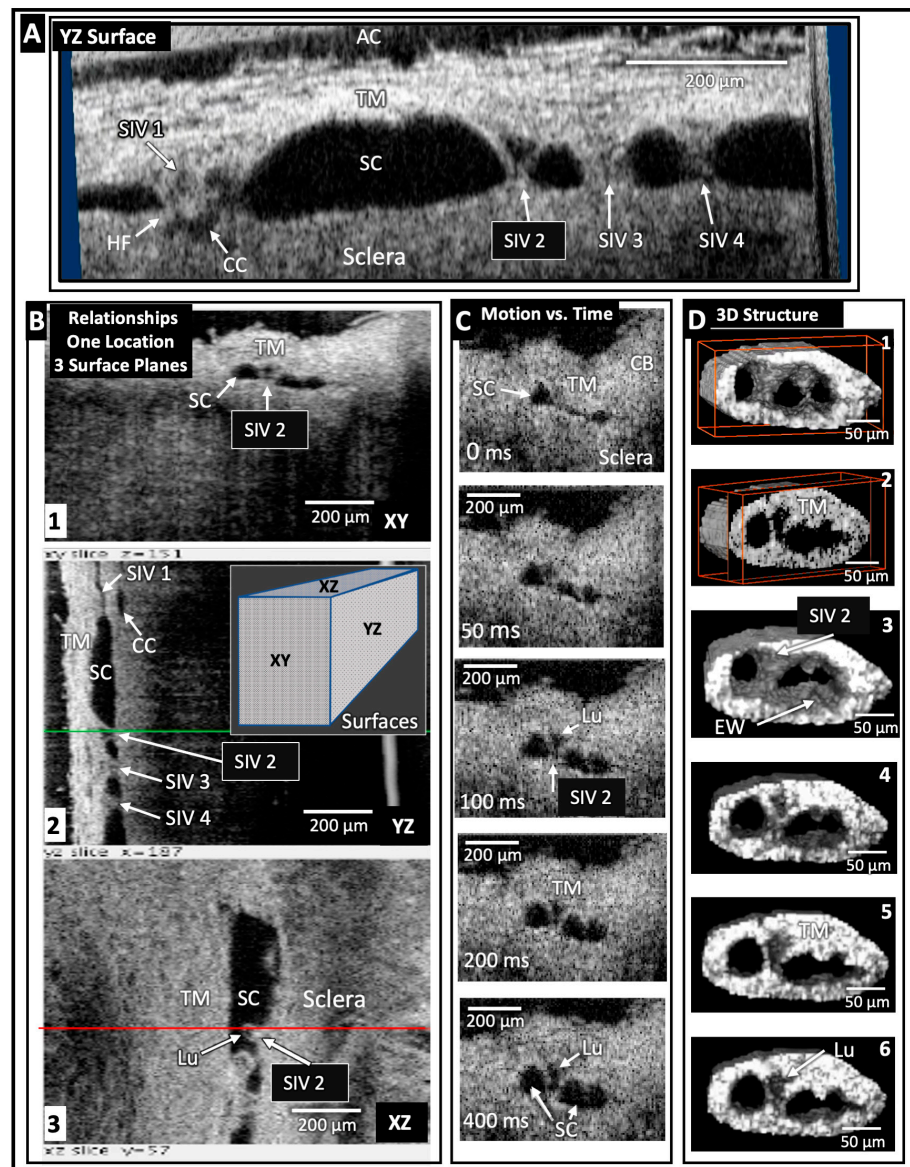 A
YZ Surface
AC
200 µm
TM
SIV 1
SC
HF
CC
SIV 2
SIV 3
SIV 4
Sclera
B
Relationships
One Location
3 Surface Planes
TM
SC
SIV 2
200 µm
1
XY
xy slice z=151
SIV 1
TM
CC
SC
XZ
XY
YZ
Surfaces
SIV 2
SIV 3
SIV 4
200 µm
2
YZ
yz slice x=187
TM
SC
Sclera
Lu
SIV 2
200 µm
3
XZ
xz slice y=57
C
Motion vs. Time
CB
TM
SC
0 ms
Sclera
200 µm
50 ms
200 µm
Lu
100 ms
SIV 2
200 µm
TM
200 ms
200 µm
Lu
SC
400 ms
D
3D Structure
1
50 µm
2
TM
50 µm
SIV 2
3
EW
50 µm
4
50 µm
5
TM
50 µm
6
Lu
50 µm